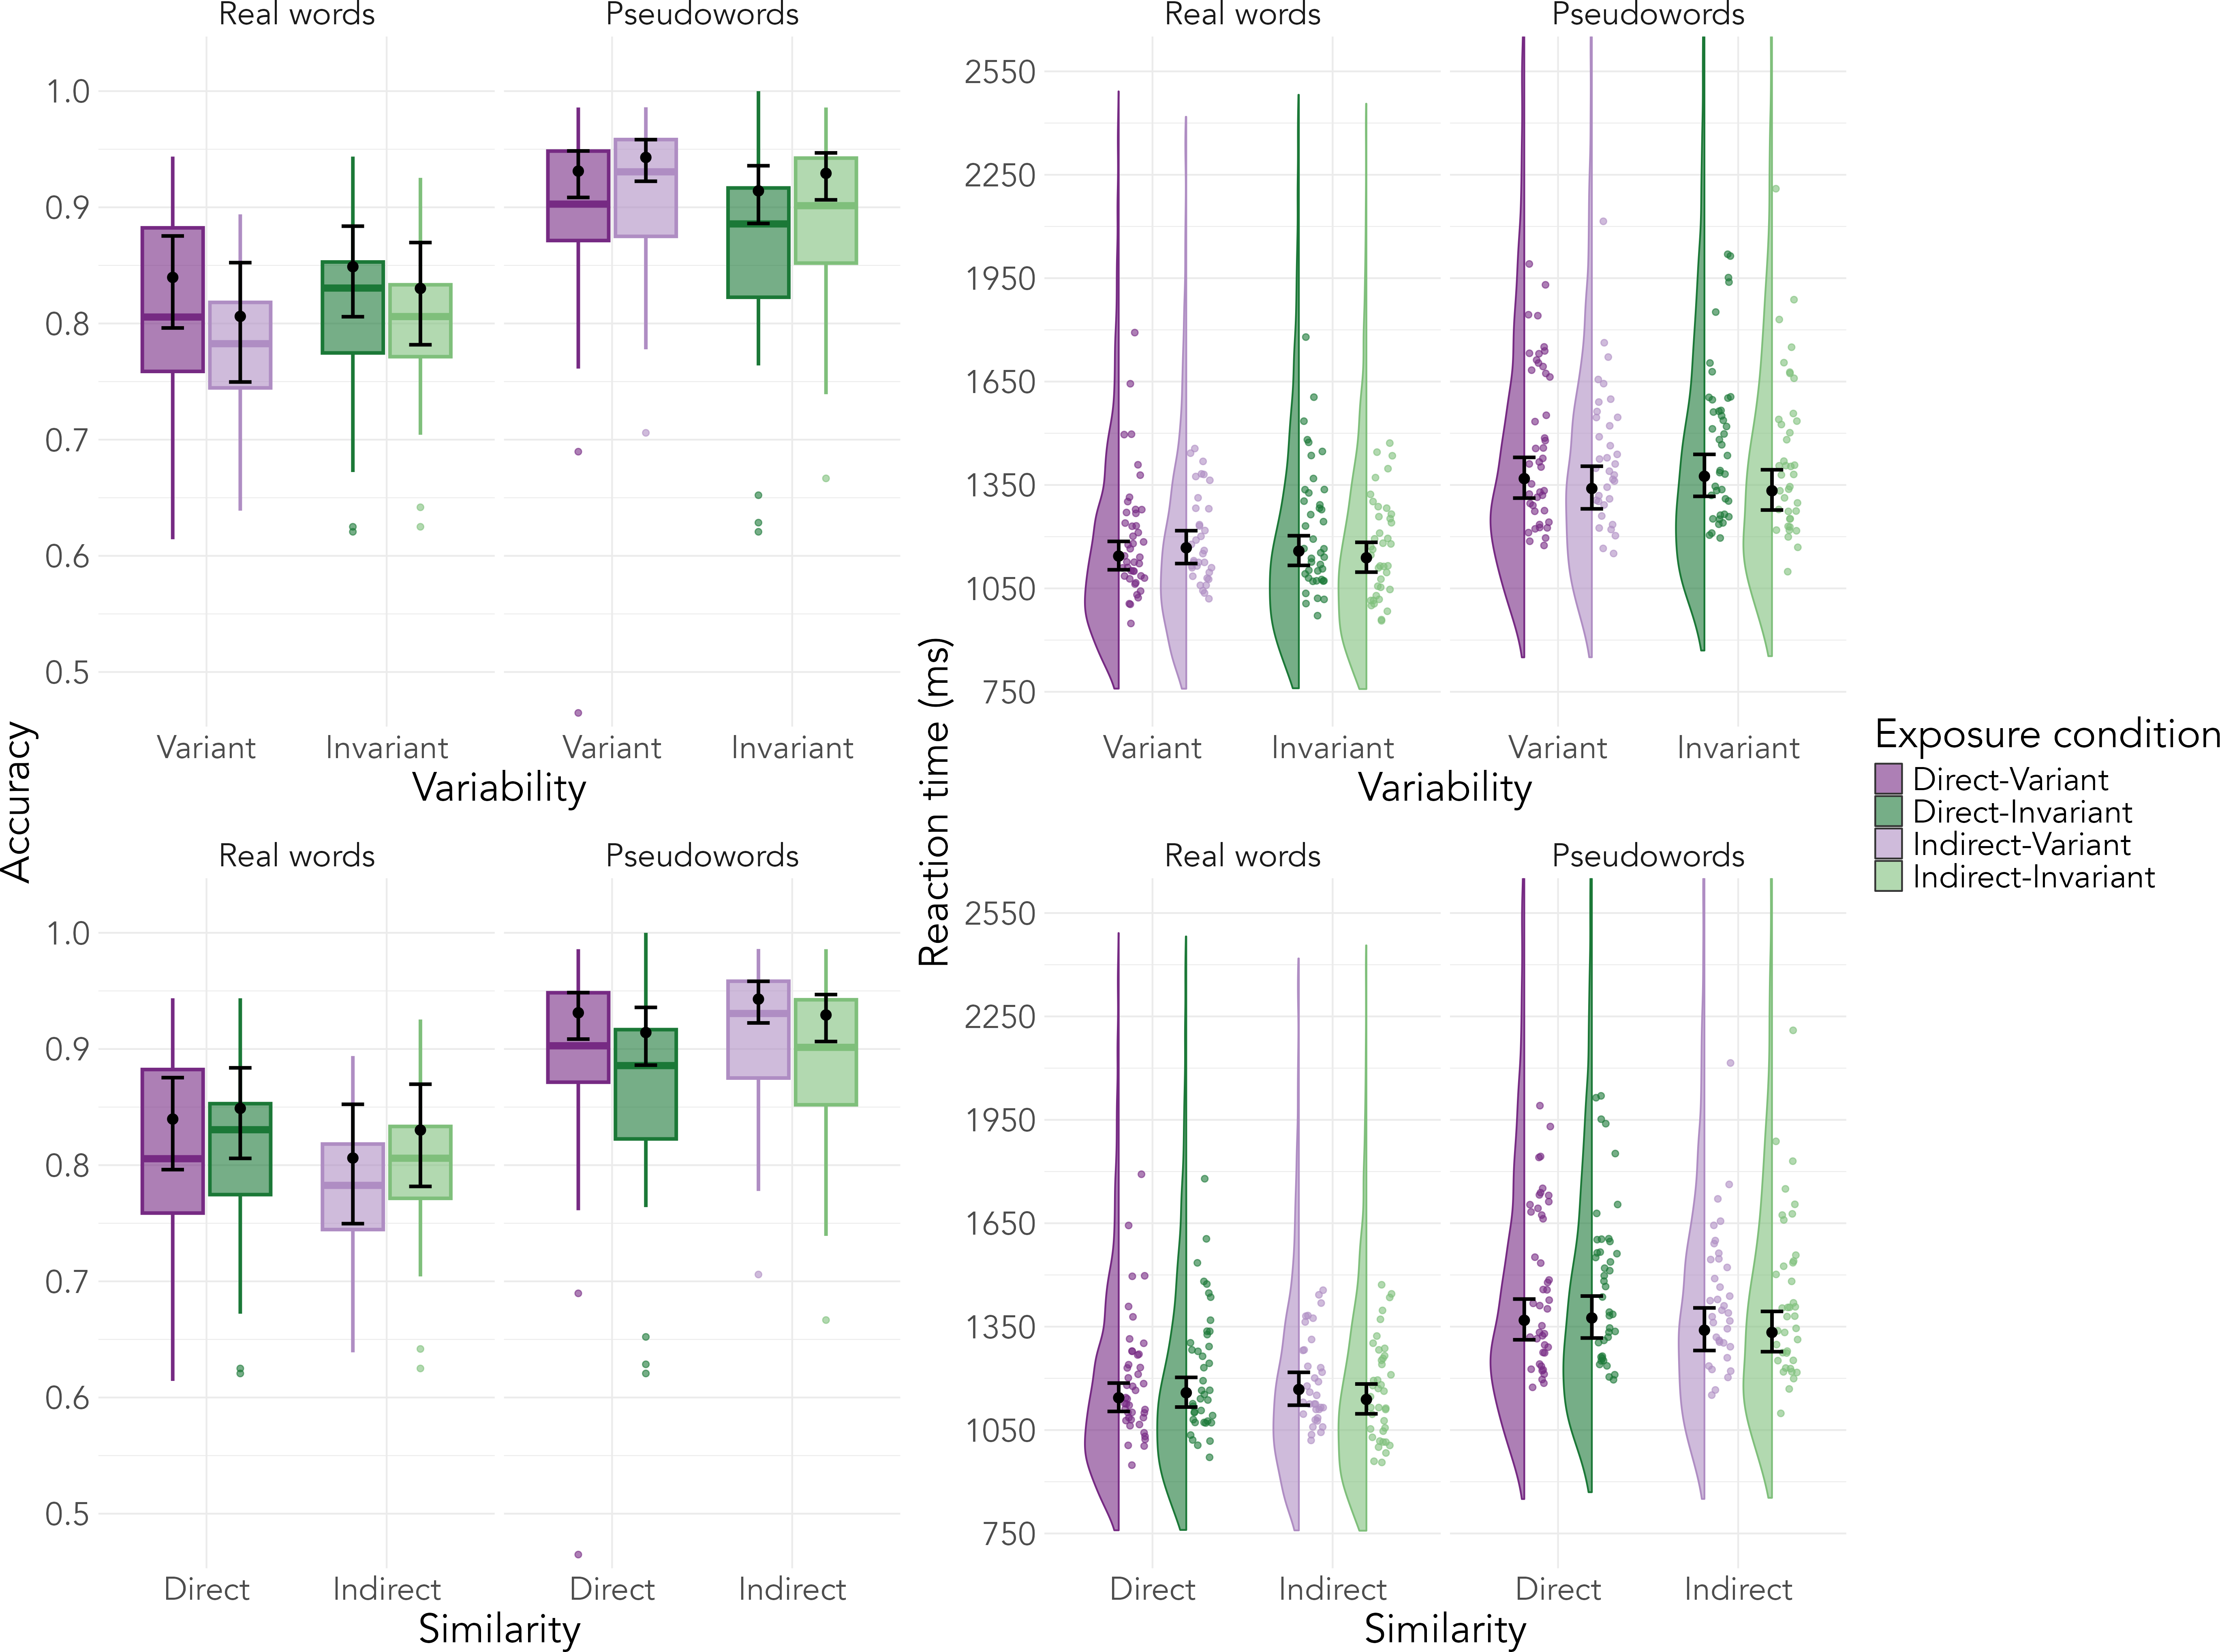 Real words Pseudowords
1.0
0.9
0.8
0.7
0.6
0.5
Variant Invariant Variant Invariant
Variability
Accuracy
Real words Pseudowords
1.0
0.9
0.8
0.7
0.6
0.5
Direct Indirect Direct Indirect
Similarity
Real words Pseudowords
2550
2250
1950
1650
1350
1050
750
Variant Invariant Variant Invariant
Variability
Reaction time (ms)
Real words Pseudowords
2550
2250
1950
1650
1350
1050
750
Direct Indirect Direct Indirect
Similarity
Exposure condition
Direct-Variant
Direct-Invariant
Indirect-Variant
Indirect-Invariant